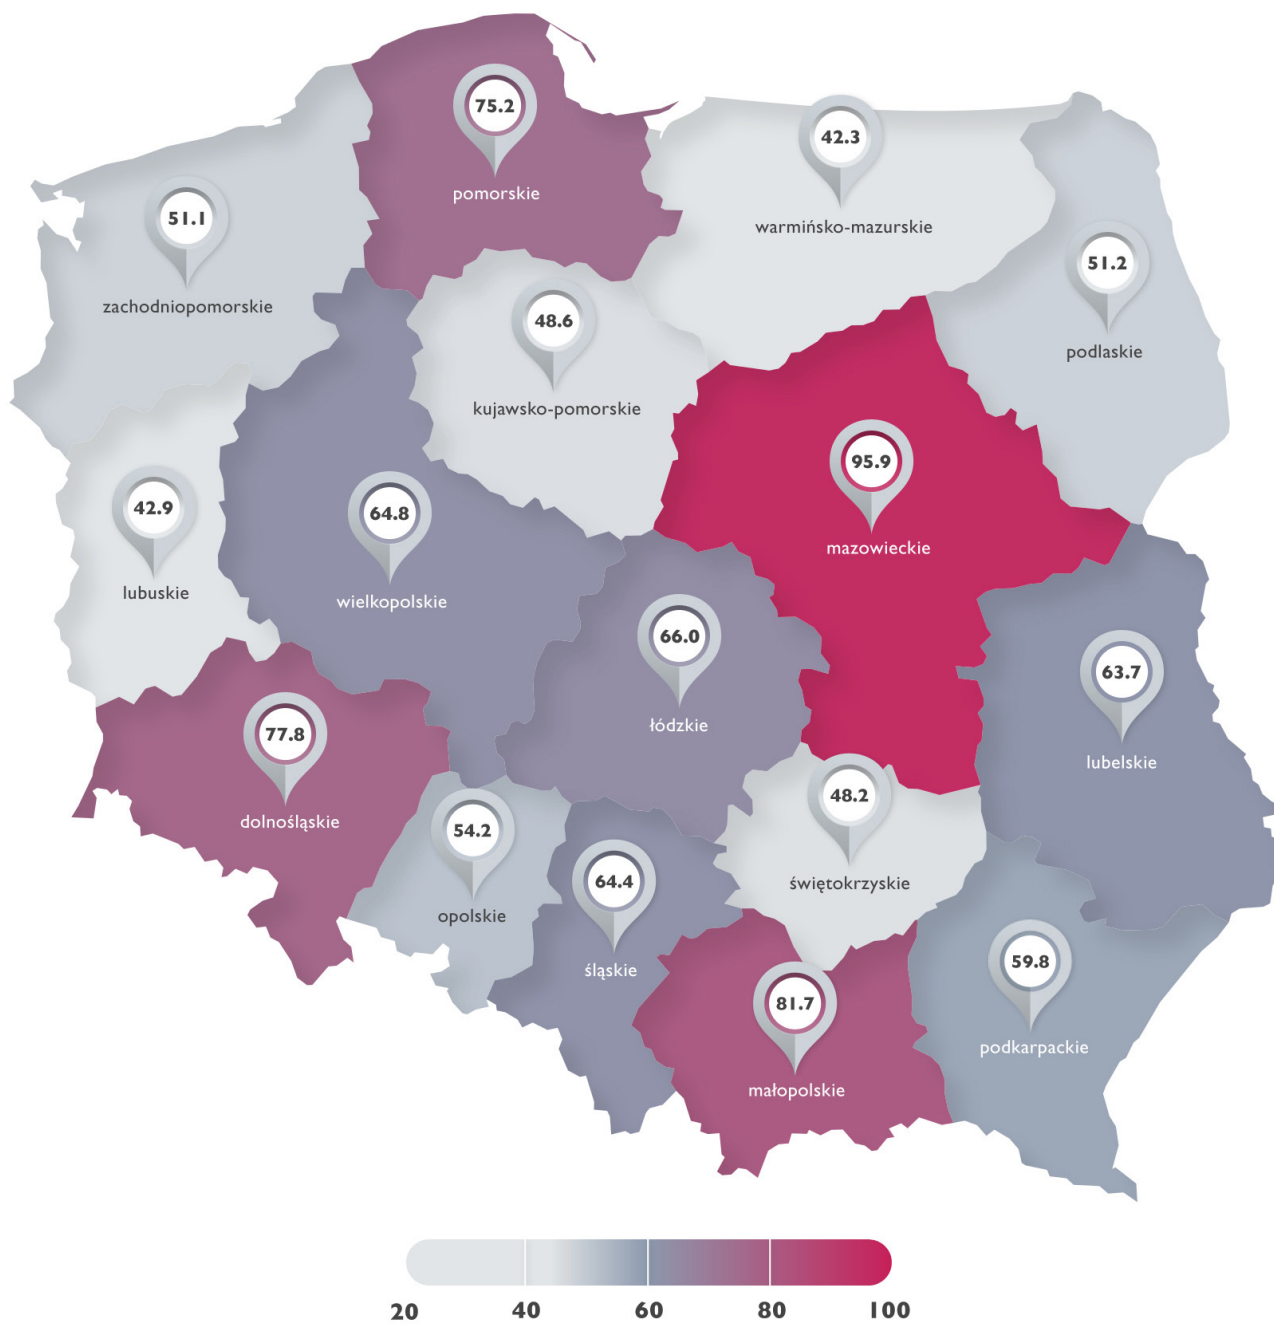 75.2
pomorskie
42.3
warmińsko-mazurskie
51.1
zachodniopomorskie
51.2
podlaskie
48.6
kujawsko-pomorskie
95.9
mazowieckie
42.9
lubuskie
64.8
wielkopolskie
66.0
łódzkie
63.7
lubelskie
77.8
dolnośląskie
48.2
świętokrzyskie
54.2
opolskie
64.4
śląskie
59.8
podkarpackie
81.7
małopolskie
20 40 60 80 100